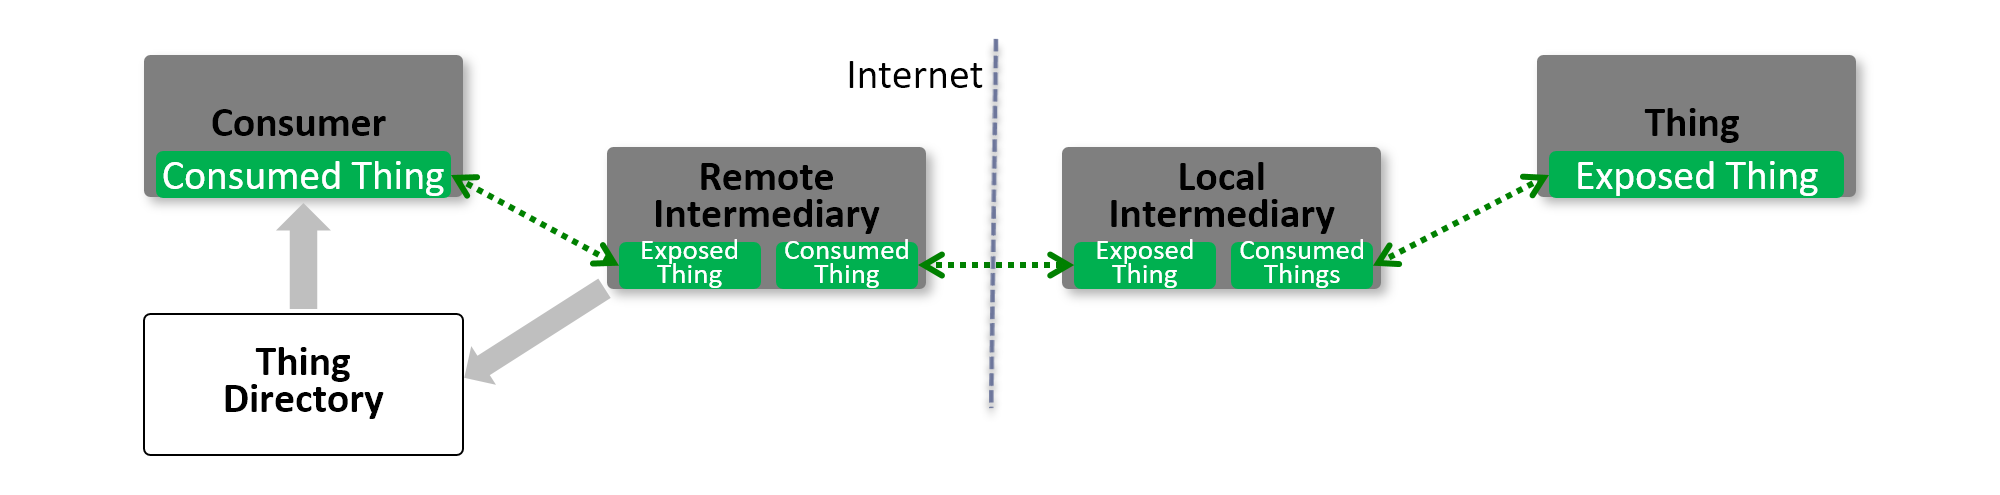 Internet
Consumer
Consumed Thing
Remote
Intermediary
Exposed
Thing
Consumed
Thing
Local
Intermediary
Exposed
Thing
Consumed
Things
Thing
Exposed Thing
Thing
Directory